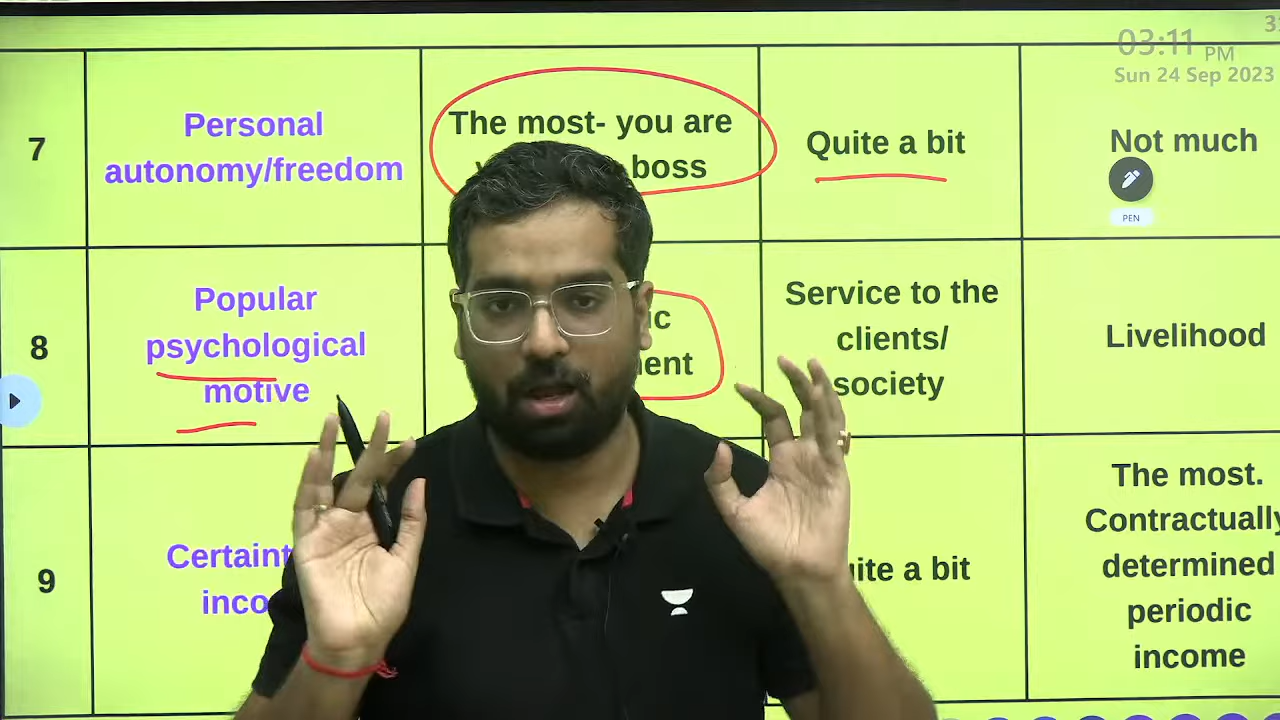 03:11 PM
Sun 24 Sep 2023
7
Personal
autonomy/freedom
The most- you are
boss
Quite a bit
Not much
PEN
8
Popular
psychological
motive
Service to the
clients/
society
Livelihood
9
a bit
The most.
Contractually
determined
periodic
income